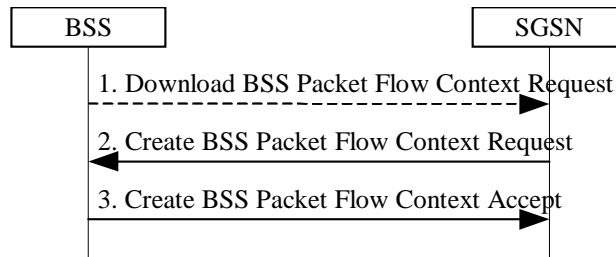 BSS
SGSN
1. Download BSS Packet Flow Context Request
2. Create BSS Packet Flow Context Request
3. Create BSS Packet Flow Context Accept